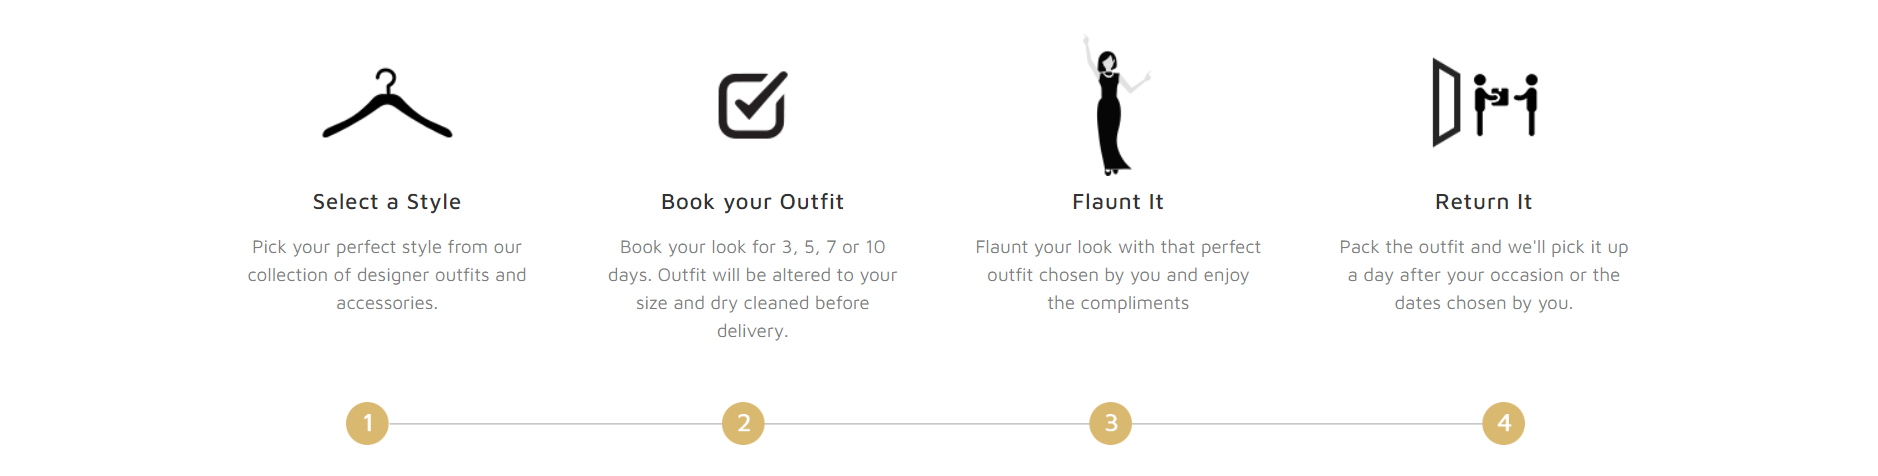 Select a Style
Pick your perfect style from our
collection of designer outfits and
accessories.
Book your Outfit
Book your look for 3, 5, 7 or 10
days. Outfit will be altered to your
size and dry cleaned before
delivery.
Flaunt It
Flaunt your look with that perfect
outfit chosen by you and enjoy
the compliments
Return It
Pack the outfit and we'll pick it up
a day after your occasion or the
dates chosen by you.
1
2
3
4